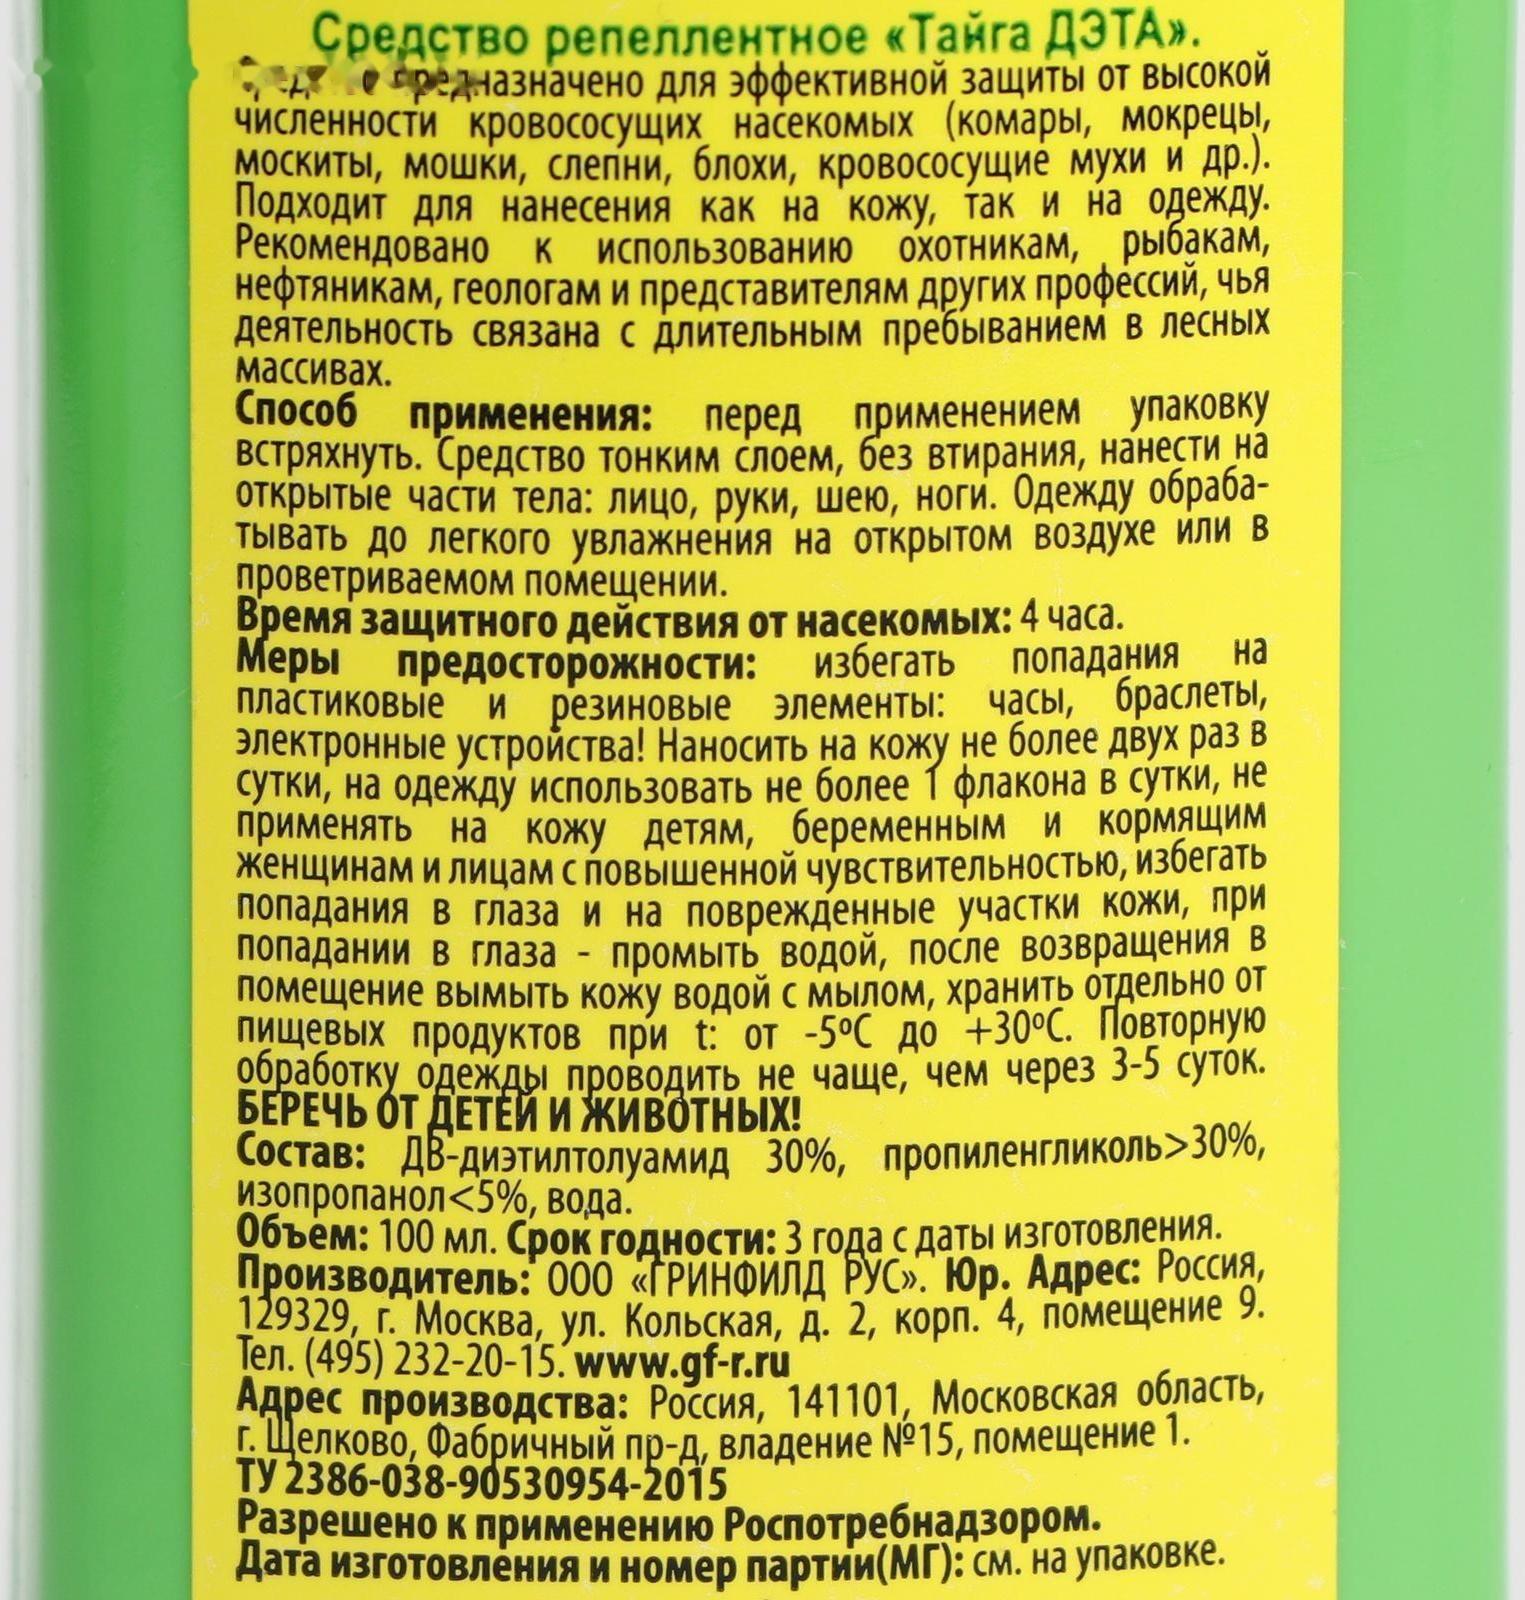 Средство репеллентное «Тайга ДЭТА».
предназначено для эффективной защиты от высокой
численности кровососущих насекомых (комары, мокрецы,
москиты, мошки, слепни, блохи, кровососущие мухи и др.).
Подходит для нанесения как на кожу, так и на одежду.
Рекомендовано к использованию охотникам, рыбакам,
нефтяникам, геологам и представителям других профессий, чья
деятельность связана с длительным пребыванием в лесных
массивах.
Способ применения: перед применением упаковку
встряхнуть. Средство тонким слоем, без втирания, нанести на
открытые части тела: лицо, руки, шею, ноги. Одежду обраба-
тывать до легкого увлажнения на открытом воздухе или в
проветриваемом помещении.
Время защитного действия от насекомых: 4 часа.
Меры предосторожности: избегать попадания на
пластиковые и резиновые элементы: часы, браслеты,
электронные устройства! Наносить на кожу не более двух раз в
сутки, на одежду использовать не более 1 флакона в сутки, не
применять на кожу детям, беременным и кормящим
женщинам и лицам с повышенной чувствительностью, избегать
попадания в глаза и на поврежденные участки кожи, при
попадании в глаза - промыть водой, после возвращения в
помещение вымыть кожу водой с мылом, хранить отдельно от
пищевых продуктов при t: от -5ºС до +30ºС. Повторную
обработку одежды проводить не чаще, чем через 3-5 суток.
БЕРЕЧЬ ОТ ДЕТЕЙ И ЖИВОТНЫХ!
Состав: ДВ-диэтилтолуамид 30%, пропиленгликоль>30%,
изопропанол<5%, вода.
Объем: 100 мл. Срок годности: 3 года с даты изготовления.
Производитель: ООО «ГРИНФИЛД РУС». Юр. Адрес: Россия,
129329, г. Москва, ул. Кольская, д. 2, корп. 4, помещение 9.
Тел. (495) 232-20-15. www.gf-r.ru
Адрес производства: Россия, 141101, Московская область,
г. Щелково, Фабричный пр-д, владение №15, помещение 1.
ТУ 2386-038-90530954-2015
Разрешено к применению Роспотребнадзором.
Дата изготовления и номер партии(МГ): см. на упаковке.